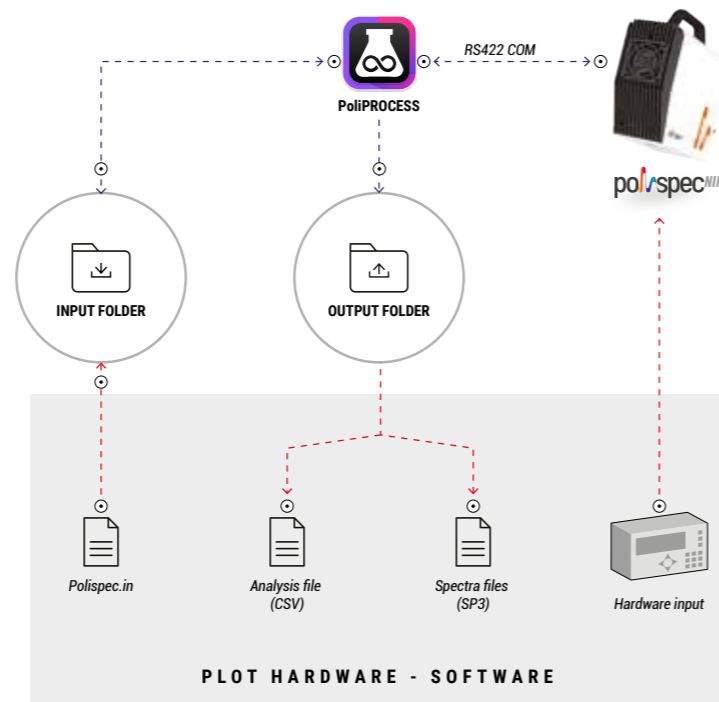 RS422 COM
PoliPROCESS
polispecNIR
INPUT FOLDER
OUTPUT FOLDER
Polispec.in
Analysis file
(CSV)
Spectra files
(SP3)
Hardware input
PLOT HARDWARE - SOFTWARE